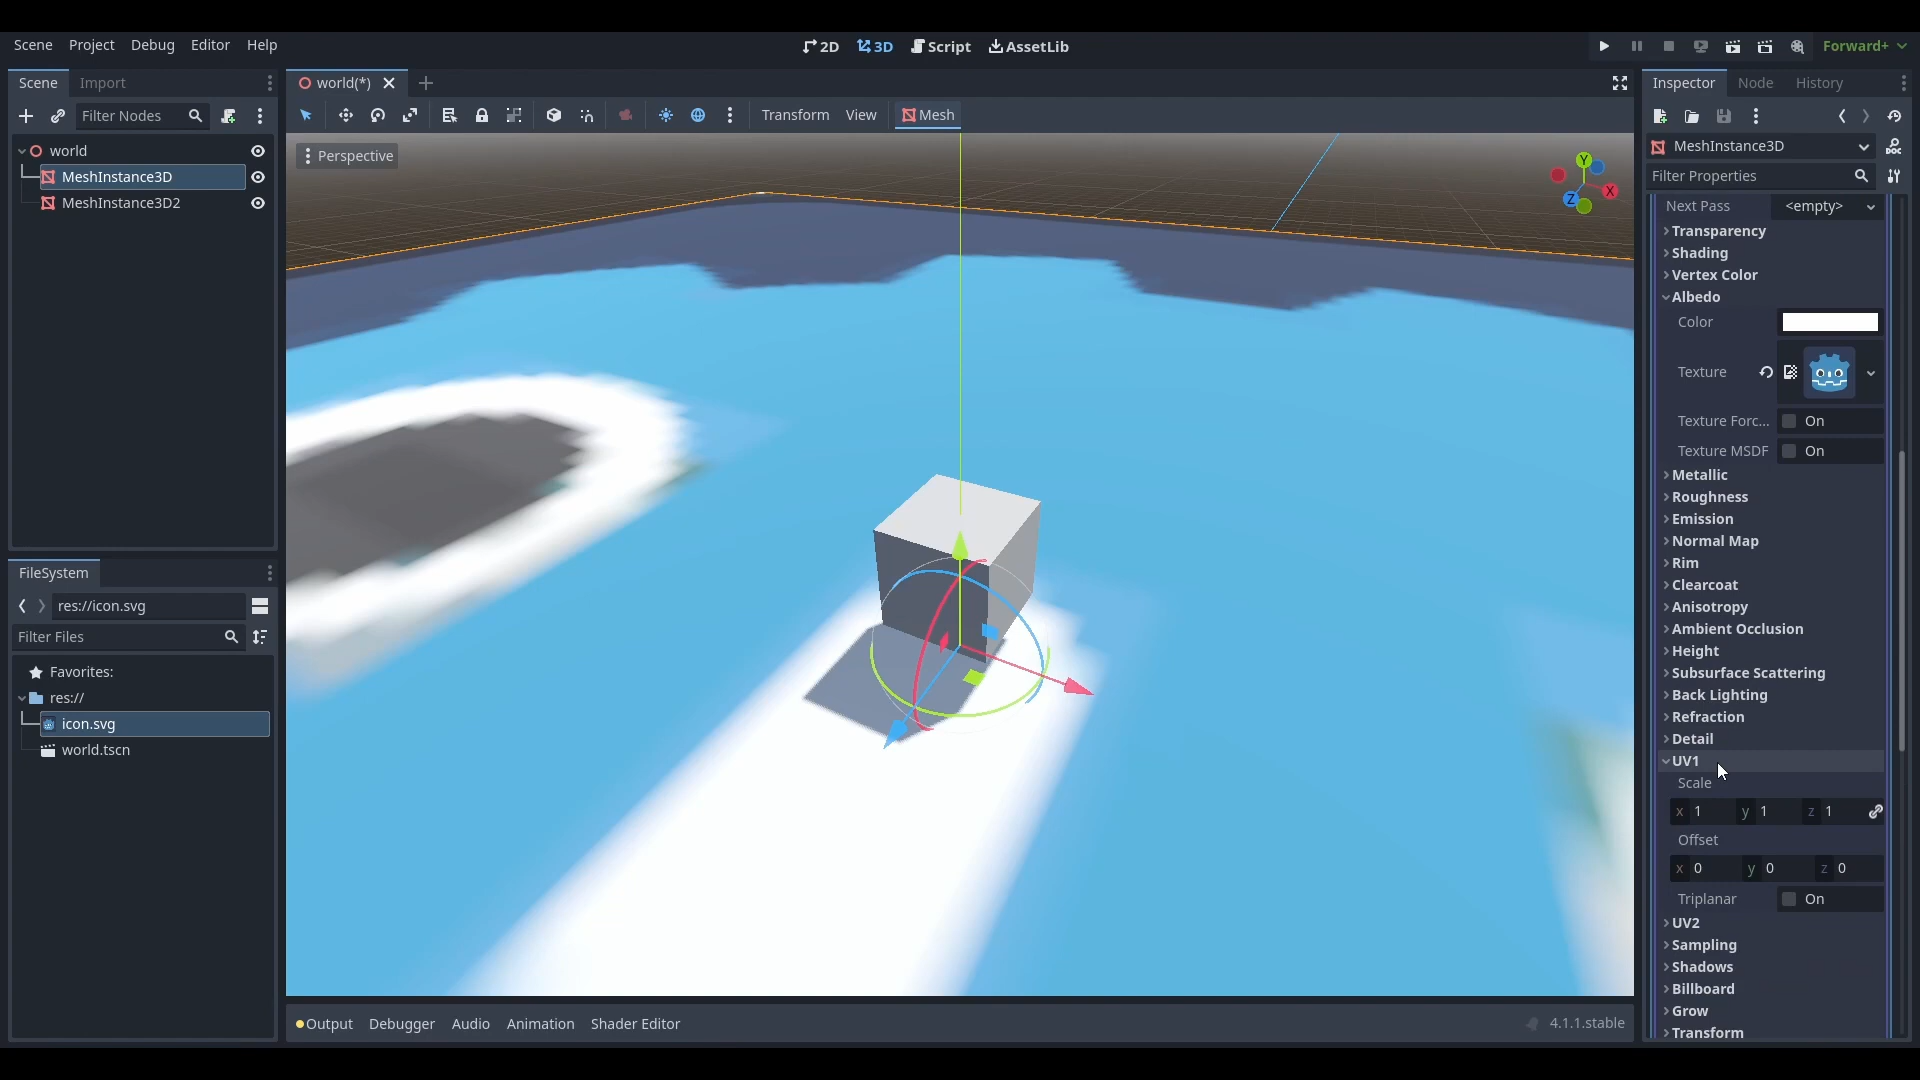 Scene Project Debug Editor Help
2D 3D Script AssetLib
Forward+
Scene Import
Filter Nodes
world
MeshInstance3D
MeshInstance3D2
FileSystem
res://icon.svg
Filter Files
Favorites:
res://
icon.svg
world.tscn
world(*)
Transform View Mesh
Perspective
Y
X
Z
Output Debugger Audio Animation Shader Editor
4.1.1.stable
Inspector Node History
MeshInstance3D
Filter Properties
Next Pass <empty>
Transparency
Shading
Vertex Color
Albedo
Color
Texture
Texture Forc... On
Texture MSDF On
Metallic
Roughness
Emission
Normal Map
Rim
Clearcoat
Anisotropy
Ambient Occlusion
Height
Subsurface Scattering
Back Lighting
Refraction
Detail
UV1
Scale
x 1 y 1 z 1
Offset
x 0 y 0 z 0
Triplanar On
UV2
Sampling
Shadows
Billboard
Grow
Transform